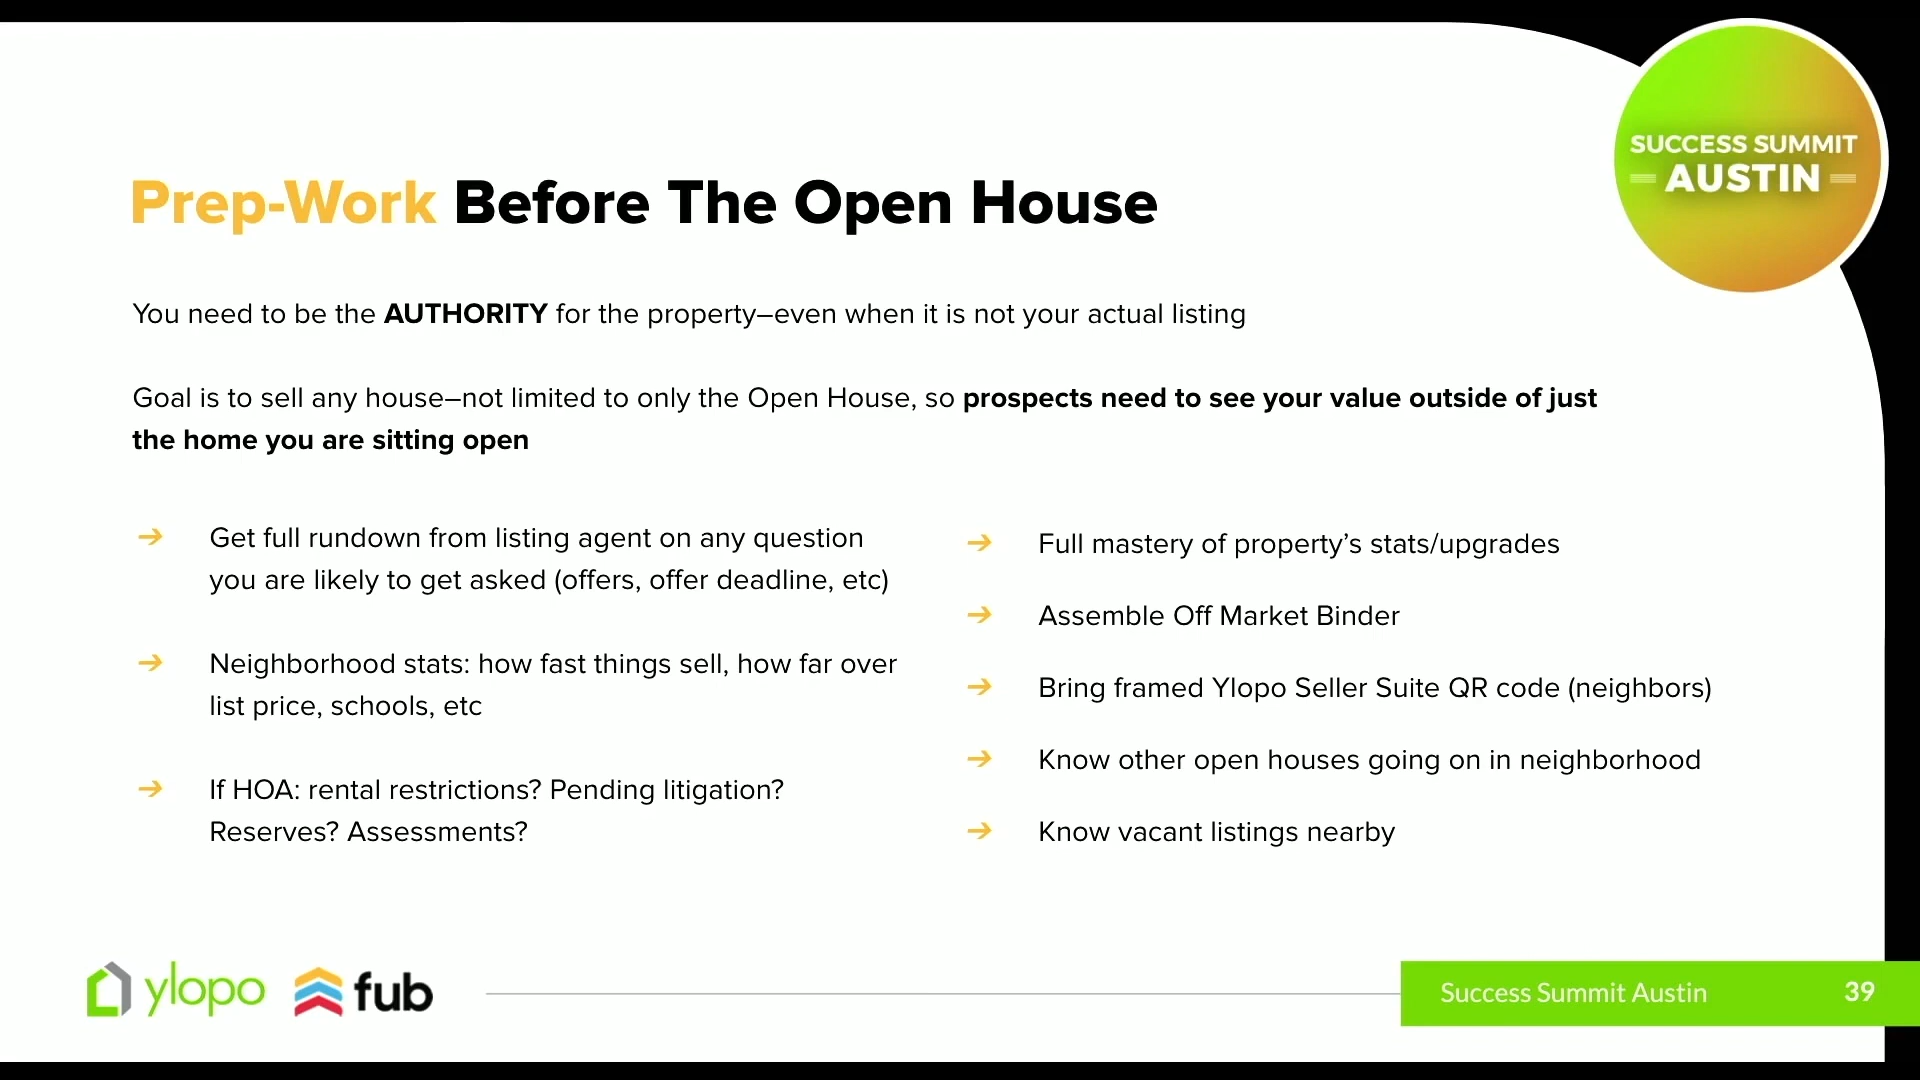 SUCCESS SUMMIT
AUSTIN
Prep-Work Before The Open House
You need to be the AUTHORITY for the property–even when it is not your actual listing
Goal is to sell any house–not limited to only the Open House, so prospects need to see your value outside of just
the home you are sitting open
➔ Get full rundown from listing agent on any question
you are likely to get asked (offers, offer deadline, etc)
➔ Neighborhood stats: how fast things sell, how far over
list price, schools, etc
➔ If HOA: rental restrictions? Pending litigation?
Reserves? Assessments?
➔ Full mastery of property’s stats/upgrades
➔ Assemble Off Market Binder
➔ Bring framed Ylopo Seller Suite QR code (neighbors)
➔ Know other open houses going on in neighborhood
➔ Know vacant listings nearby
ylopo fub
Success Summit Austin 39